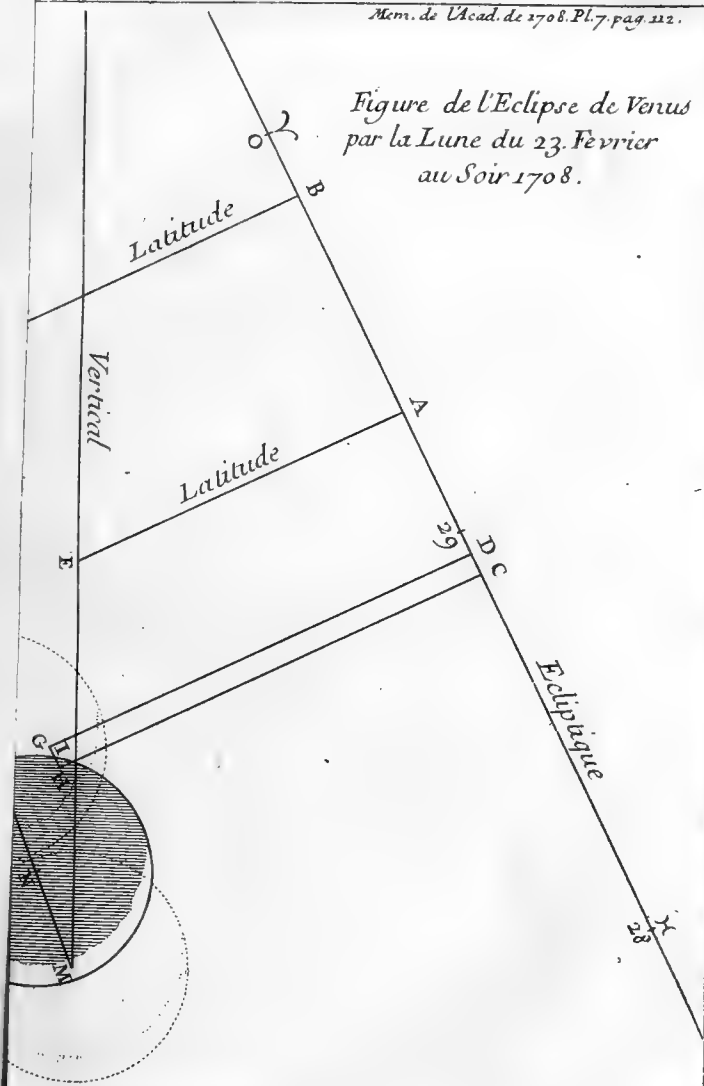 Mem. de l'Acad. de 1708. Pl. 7. pag. 112.
Figure de l'Eclipse de Venus
par la Lune du 23. Fevrier
au Soir 1708.
0 ♈
B
Latitude
Vertical
A
Latitude
29
D C
E
Ecliptique
G
L
M
♓
28
M